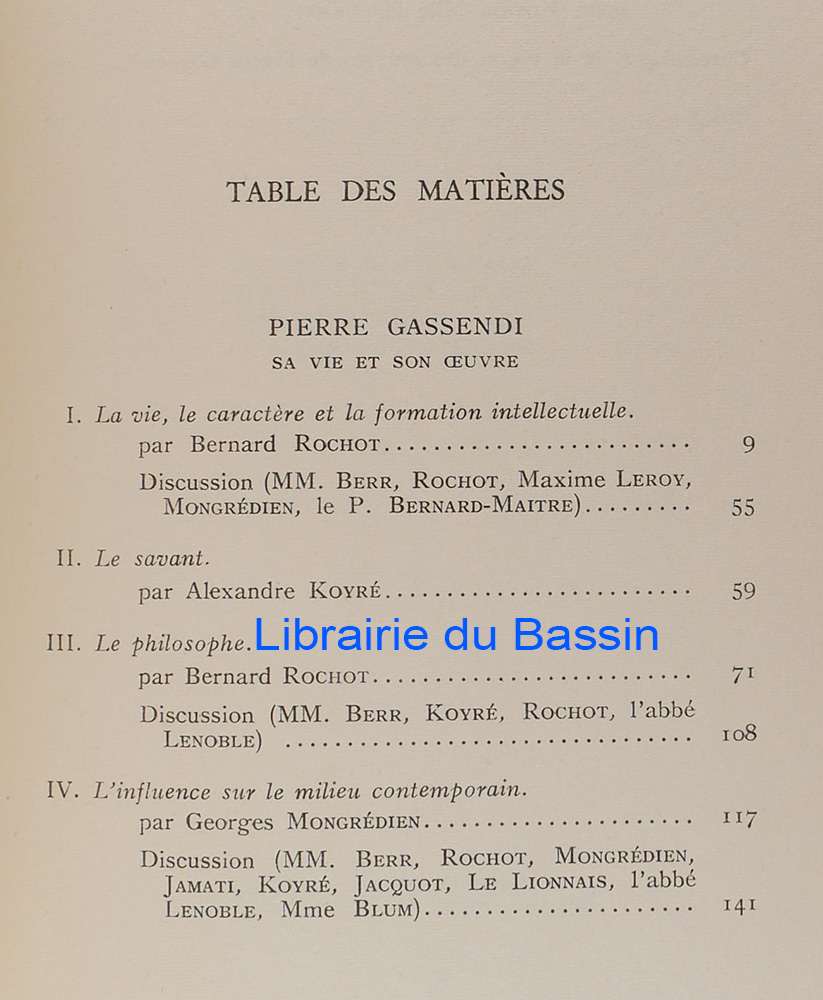 TABLE DES MATIÈRES
PIERRE GASSENDI
SA VIE ET SON ŒUVRE
I. La vie, le caractère et la formation intellectuelle.
par Bernard ROCHOT......................... 9
Discussion (MM. BERR, ROCHOT, Maxime LEROY,
MONGRÉDIEN, le P. BERNARD-MAITRE)......... 55
II. Le savant.
par Alexandre KOYRÉ......................... 59
III. Le philosophe.
Librairie du Bassin
par Bernard ROCHOT.......................... 71
Discussion (MM. BERR, KOYRÉ, ROCHOT, l'abbé
LENOBLE) ................................. 108
IV. L'influence sur le milieu contemporain.
par Georges MONGRÉDIEN...................... 117
Discussion (MM. BERR, ROCHOT, MONGRÉDIEN,
JAMATI, KOYRÉ, JACQUOT, LE LIONNAIS, l'abbé
LENOBLE, Mme BLUM)...................... 141